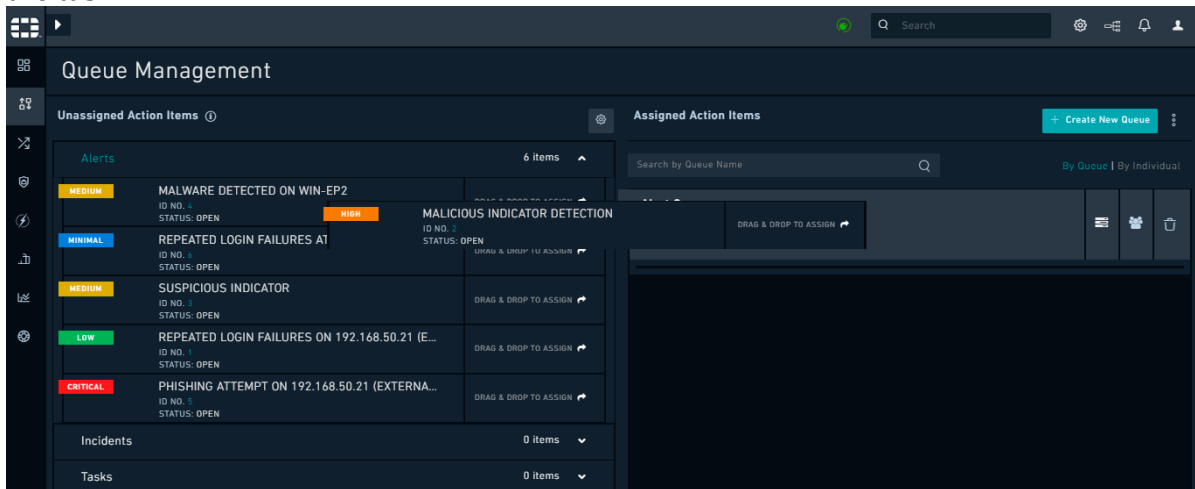 Search
Queue Management
Unassigned Action Items
Assigned Action Items
+ Create New Queue
Alerts
6 items
Search by Queue Name
By Queue | By Individual
MEDIUM
MALWARE DETECTED ON WIN-EP2
ID NO. 4
STATUS: OPEN
HIGH
MALICIOUS INDICATOR DETECTION
ID NO. 2
STATUS: OPEN
DRAG & DROP TO ASSIGN
MINIMAL
REPEATED LOGIN FAILURES AT
ID NO. 6
STATUS: OPEN
DRAG & DROP TO ASSIGN
MEDIUM
SUSPICIOUS INDICATOR
ID NO. 3
STATUS: OPEN
DRAG & DROP TO ASSIGN
LOW
REPEATED LOGIN FAILURES ON 192.168.50.21 (E...
ID NO. 1
STATUS: OPEN
DRAG & DROP TO ASSIGN
CRITICAL
PHISHING ATTEMPT ON 192.168.50.21 (EXTERNA...
ID NO. 5
STATUS: OPEN
DRAG & DROP TO ASSIGN
Incidents
0 items
Tasks
0 items